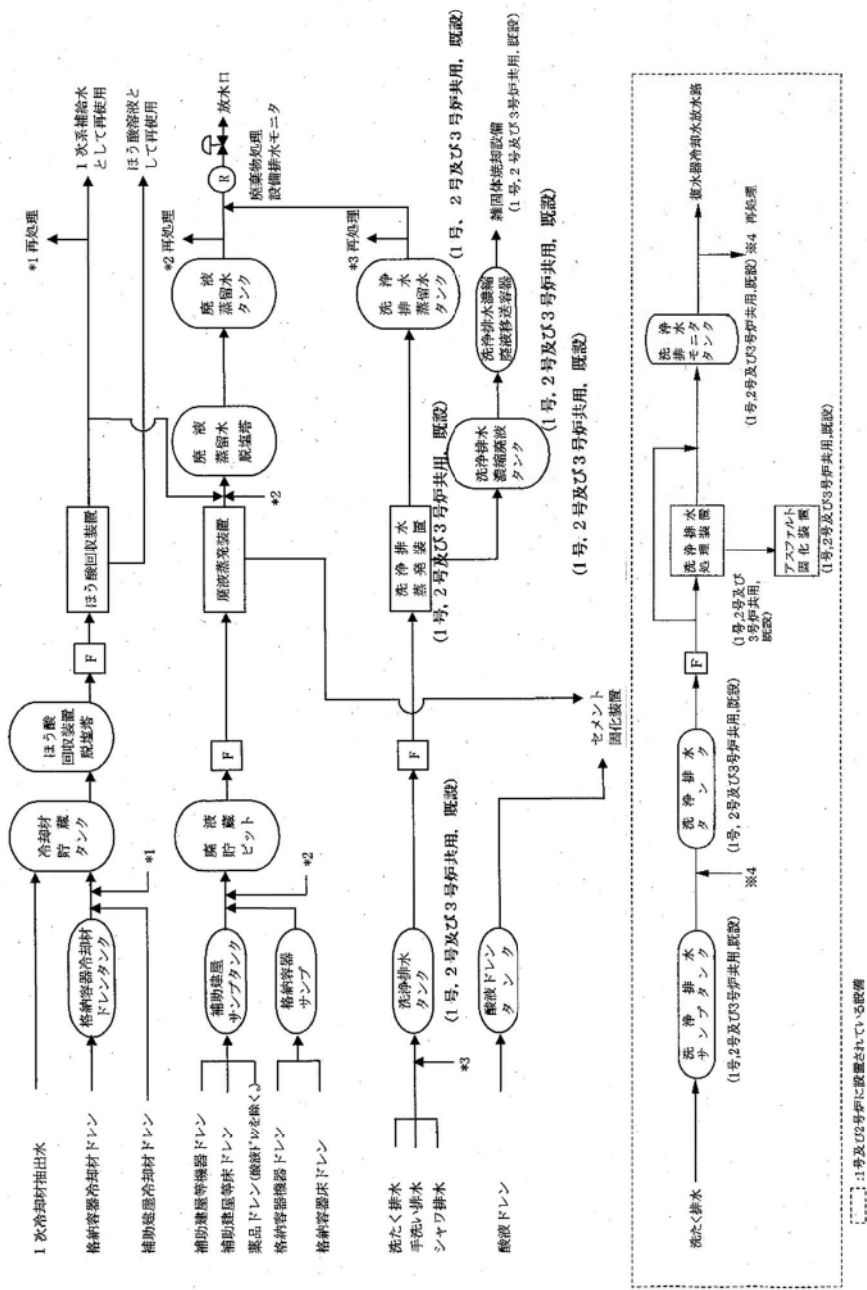 1次冷却材抽出水
格納容器冷却材ドレン
補助建屋冷却材ドレン
格納容器冷却材
ドレンタンク
*1
冷却材
貯蔵
タンク
ほう酸
回収装置
脱塩塔
F
ほう酸回収装置
*1 再処理
1次系補給水
として再使用
ほう酸溶液と
して再使用
補助建屋等機器ドレン
補助建屋等床ドレン
薬品ドレン(酸液ドレンを除く。)
格納容器機器ドレン
格納容器床ドレン
補助建屋
サンプタンク
格納容器
サンプ
*2
廃液
貯蔵
ピット
F
廃液蒸発装置
*2
廃液
蒸留水
脱塩塔
廃液
蒸留水
タンク
*2 再処理
R
放水口
廃棄物処理
設備排水モニタ
洗たく排水
手洗い排水
シャワ排水
*3
洗浄排水
タンク
(1号, 2号及び3号炉共用, 既設)
F
洗浄排水
蒸発装置
(1号, 2号及び3号炉共用, 既設)
洗浄
排水
蒸留水
タンク
*3 再処理
(1号, 2号及び3号炉共用, 既設)
洗浄排水
濃縮廃液
タンク
(1号, 2号及び3号炉共用, 既設)
洗浄排水濃縮
廃液移送容器
(1号, 2号及び3号炉共用, 既設)
雑固体焼却設備
(1号, 2号及び3号炉共用, 既設)
酸液ドレン
酸液ドレン
タンク
セメント
固化装置
洗たく排水
洗浄排水
サンプタンク
(1号,2号及び3号炉共用,既設)
※4
洗浄排水
タンク
(1号, 2号及び3号炉共用,既設)
F
洗浄排水
処理装置
(1号,2号及び
3号炉共用,
既設)
アスファルト
固化装置
(1号,2号及び3号炉共用,既設)
洗浄
排水
モニタ
タンク
(1号,2号及び3号炉共用,既設)
※4 再処理
復水器冷却水放水路
:1号及び2号炉に設置されている設備